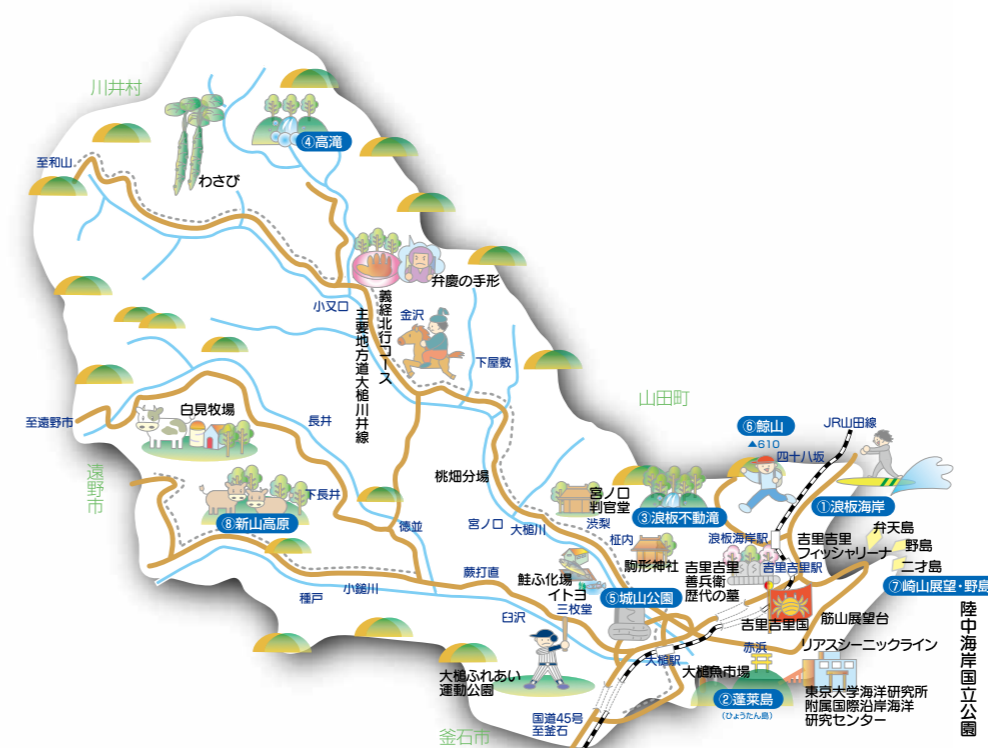 川井村
④高滝
至和山
わさび
弁慶の手形
小又口
義経北行コース
主要地方道大槌川井線
金沢
下屋敷
山田町
至遠野市
白見牧場
長井
遠野市
下長井
⑧新山高原
徳並
桃畑分場
宮ノ口
大槌川
宮ノ口
判官堂
渋梨
柾内
駒形神社
③浪板不動滝
⑥鯨山
▲610
四十八坂
JR山田線
①浪板海岸
浪板海岸駅
吉里吉里
フィッシャリーナ
弁天島
野島
二才島
⑦崎山展望・野島
吉里吉里
善兵衛
歴代の墓
吉里吉里駅
吉里吉里国
筋山展望台
陸中海岸国立公園
蕨打直
鮭ふ化場
イトヨ
三枚堂
⑤城山公園
種戸
小鎚川
臼沢
大槌ふれあい
運動公園
大槌駅
大槌魚市場
赤浜
リアスシーニックライン
②蓬莱島
(ひょうたん島)
東京大学海洋研究所
附属国際沿岸海洋
研究センター
国道45号
至釜石
釜石市